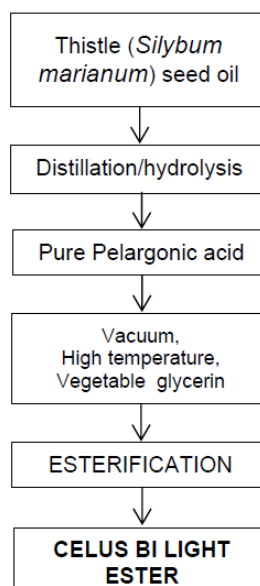 Thistle (Silybum
marianum) seed oil
Distillation/hydrolysis
Pure Pelargonic acid
Vacuum,
High temperature,
Vegetable glycerin
ESTERIFICATION
CELUS BI LIGHT
ESTER